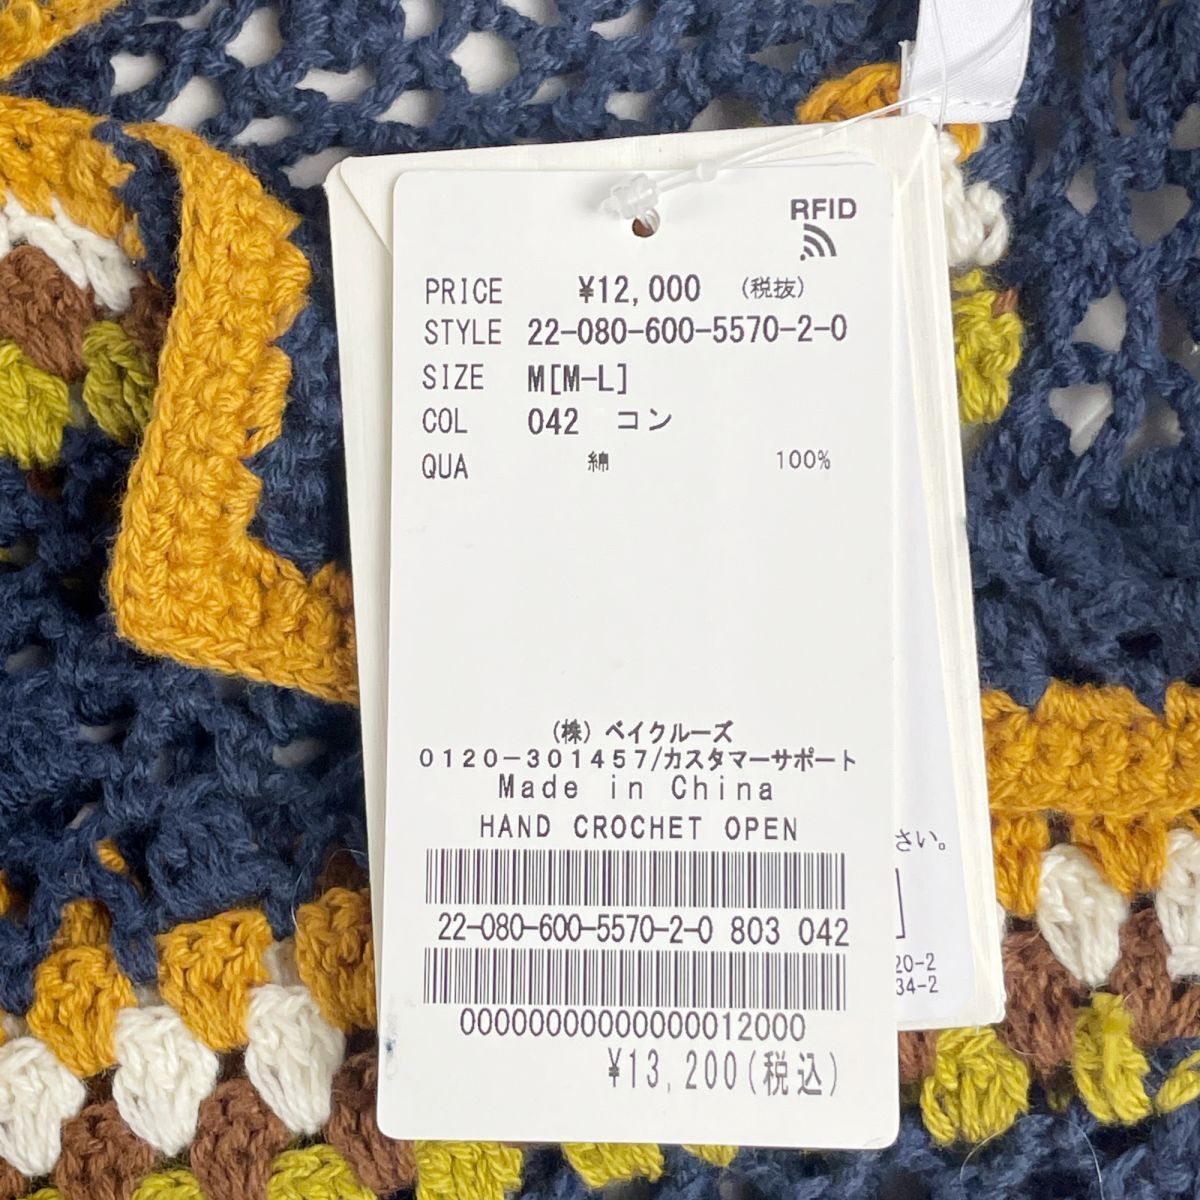 RFID
PRICE ¥12,000 (税抜)
STYLE 22-080-600-5570-2-0
SIZE M[M-L]
COL 042 コン
QUA 綿 100%
(株) ベイクルーズ
0120-301457/カスタマーサポート
Made in China
HAND CROCHET OPEN
22-080-600-5570-2-0 803 042
00000000000000012000
¥13,200(税込)
さい。
20-2
34-2